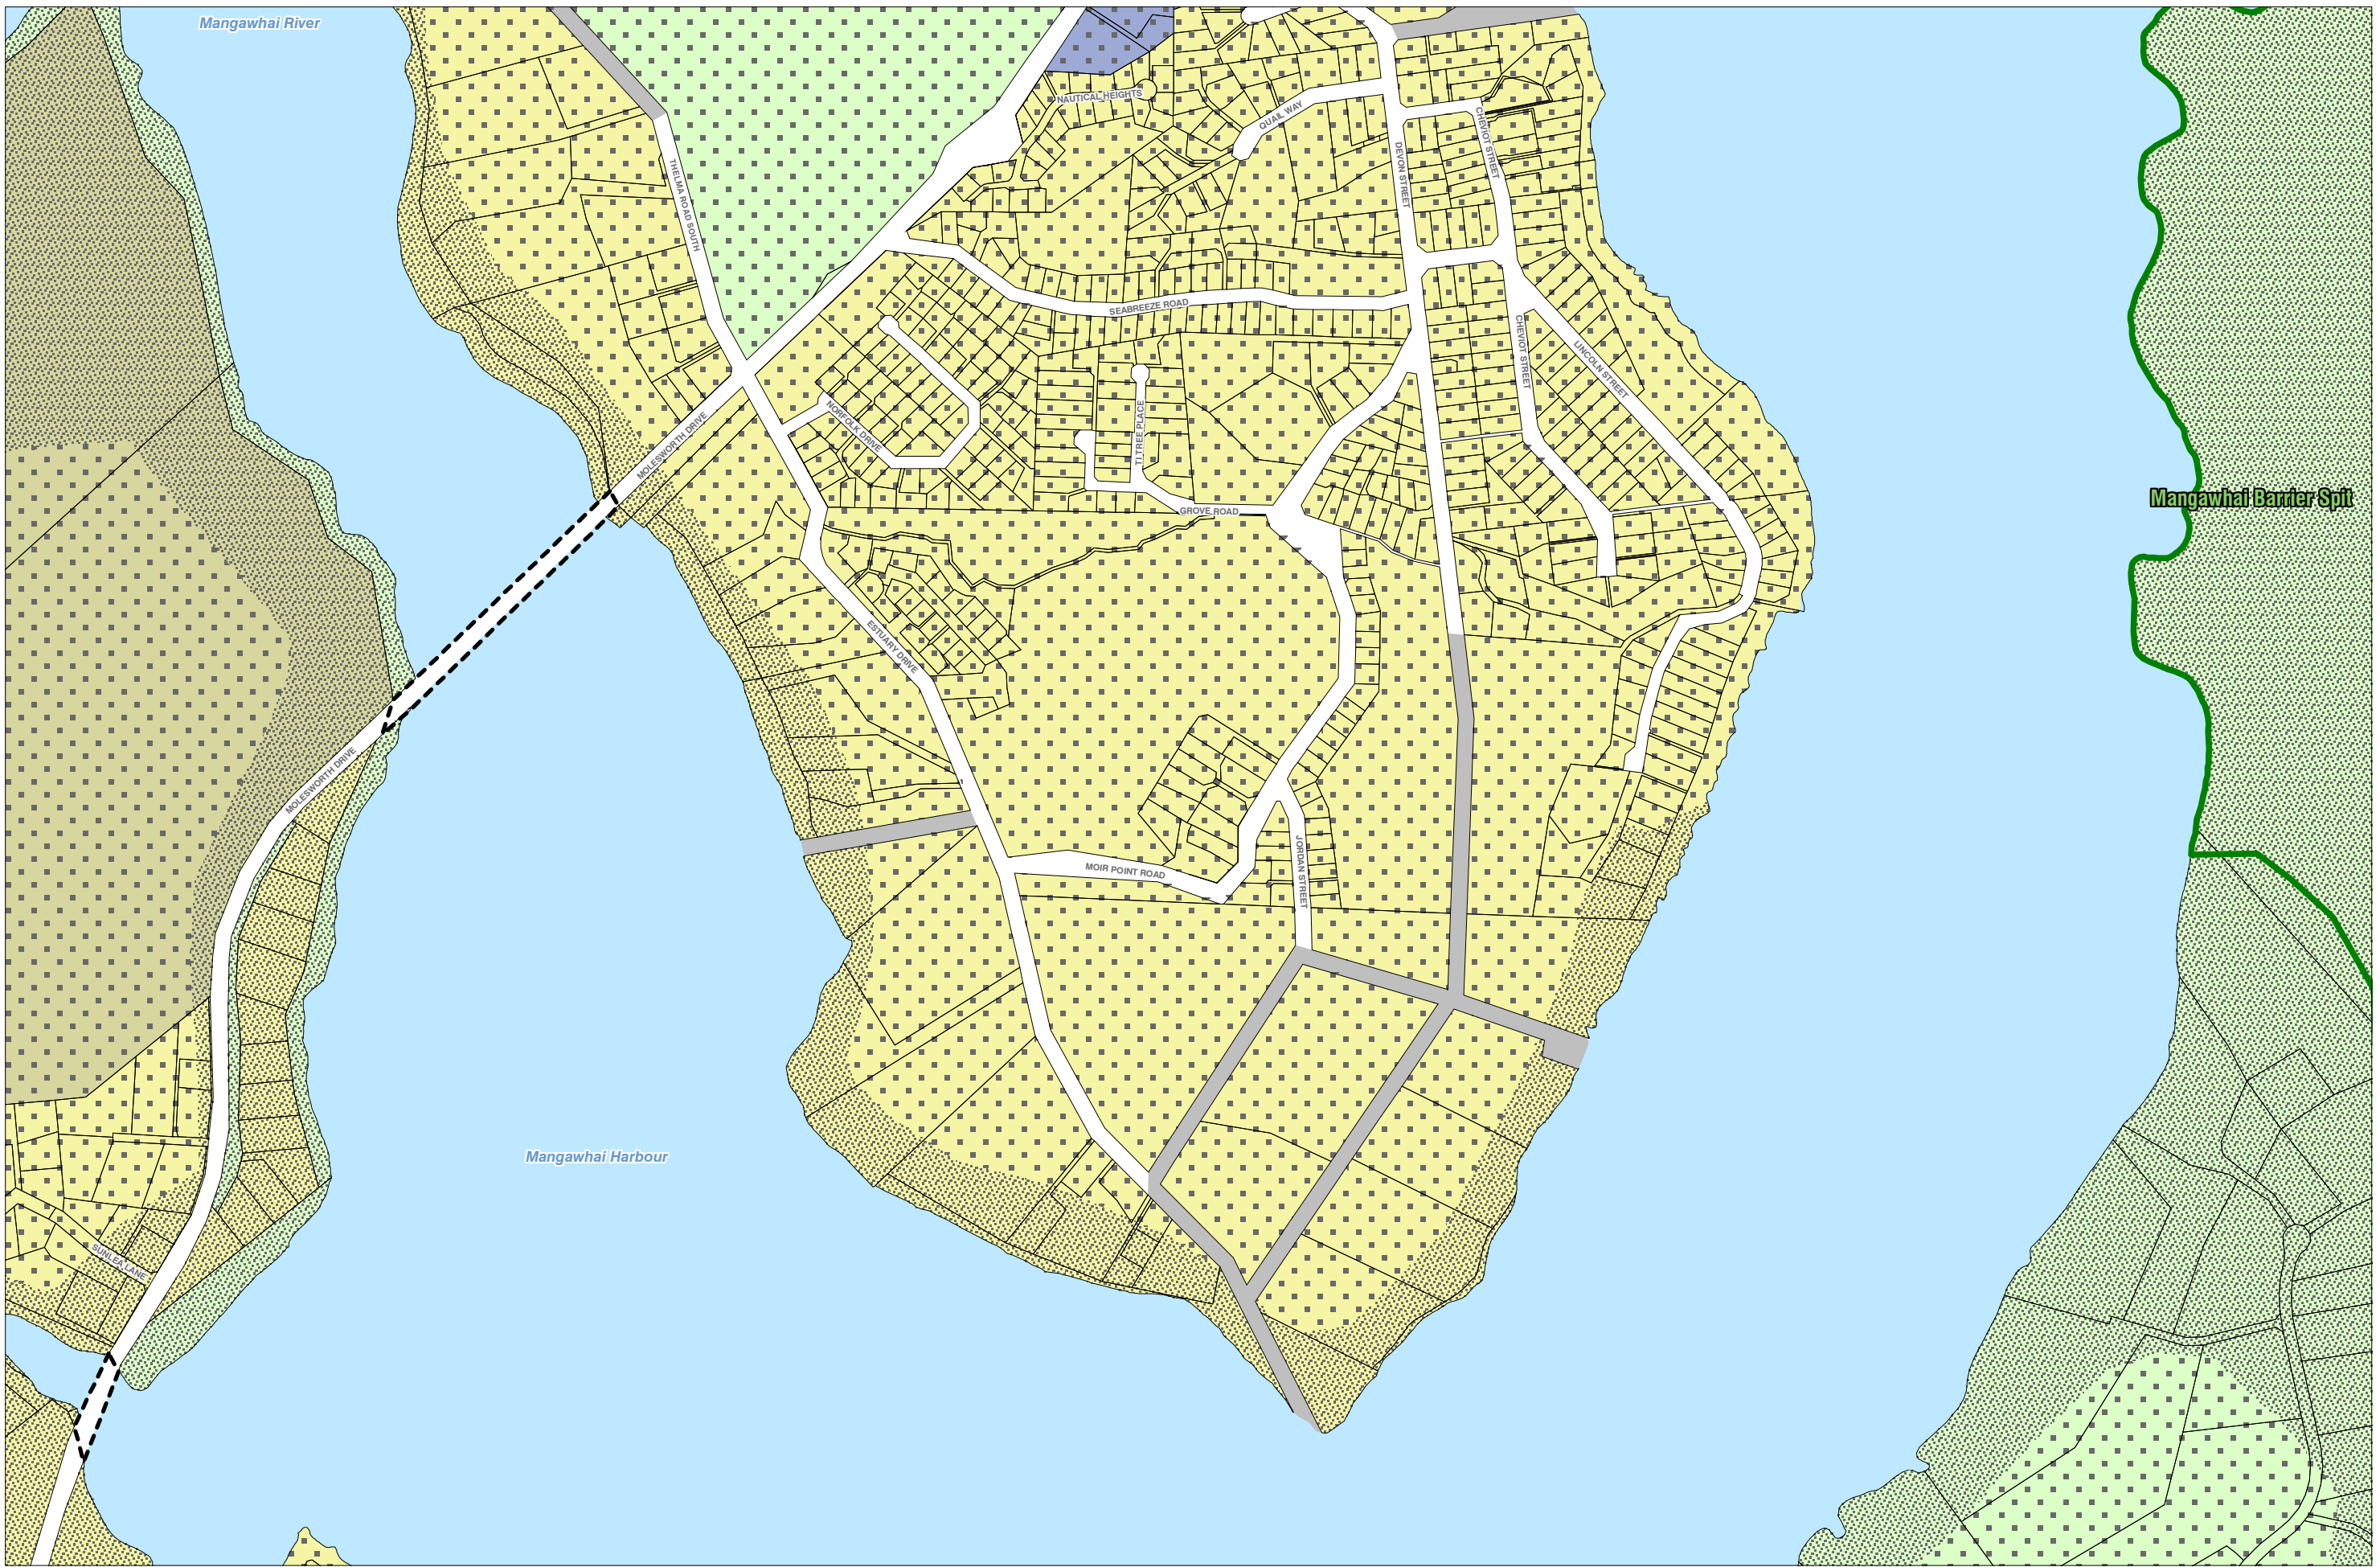 Mangawhai River
NAUTICAL HEIGHTS
QUAIL WAY
CHEVIOT STREET
DEVON STREET
THELMA ROAD SOUTH
SEABREEZE ROAD
CHEVIOT STREET
LINCOLN STREET
NORFOLK DRIVE
TI TREE PLACE
MOLESWORTH DRIVE
Mangawhai Barrier Spit
GROVE ROAD
ESTUARY DRIVE
MOLESWORTH DRIVE
MOIR POINT ROAD
JORDAN STREET
Mangawhai Harbour
SUNLEA LANE